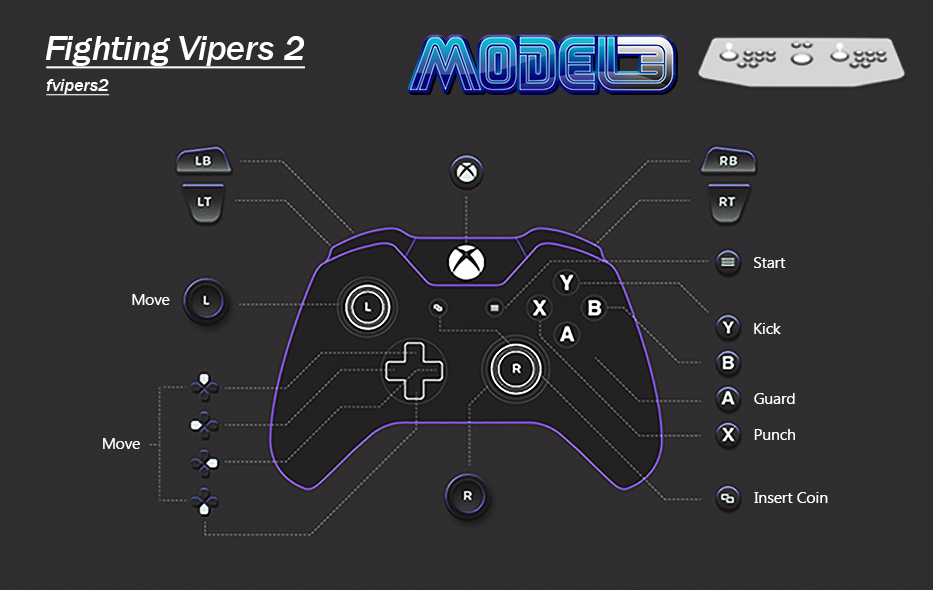 Fighting Vipers 2
fvipers2
MODEL3
LB
RB
LT
RT
Start
Move
L
L
Y
X
B
A
Y
Kick
R
B
A
Guard
X
Punch
Move
R
Insert Coin